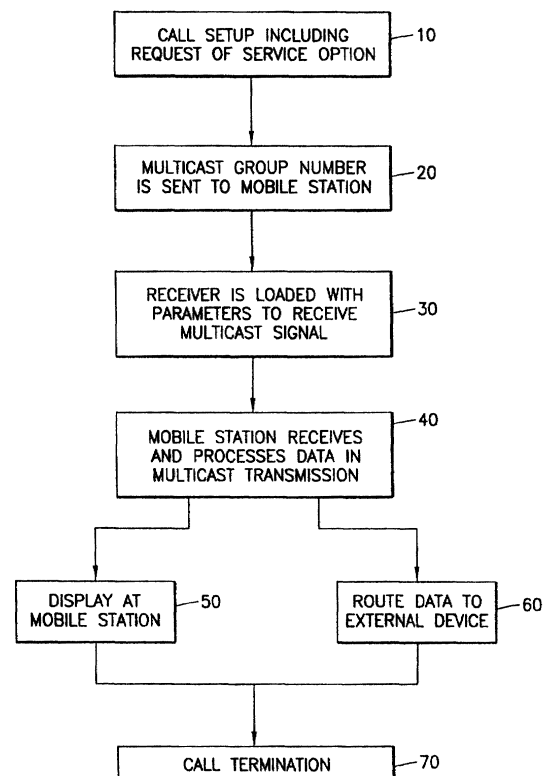 CALL SETUP INCLUDING
REQUEST OF SERVICE OPTION
10
MULTICAST GROUP NUMBER
IS SENT TO MOBILE STATION
20
RECEIVER IS LOADED WITH
PARAMETERS TO RECEIVE
MULTICAST SIGNAL
30
40
MOBILE STATION RECEIVES
AND PROCESSES DATA IN
MULTICAST TRANSMISSION
DISPLAY AT
MOBILE STATION
50
ROUTE DATA TO
EXTERNAL DEVICE
60
CALL TERMINATION
70